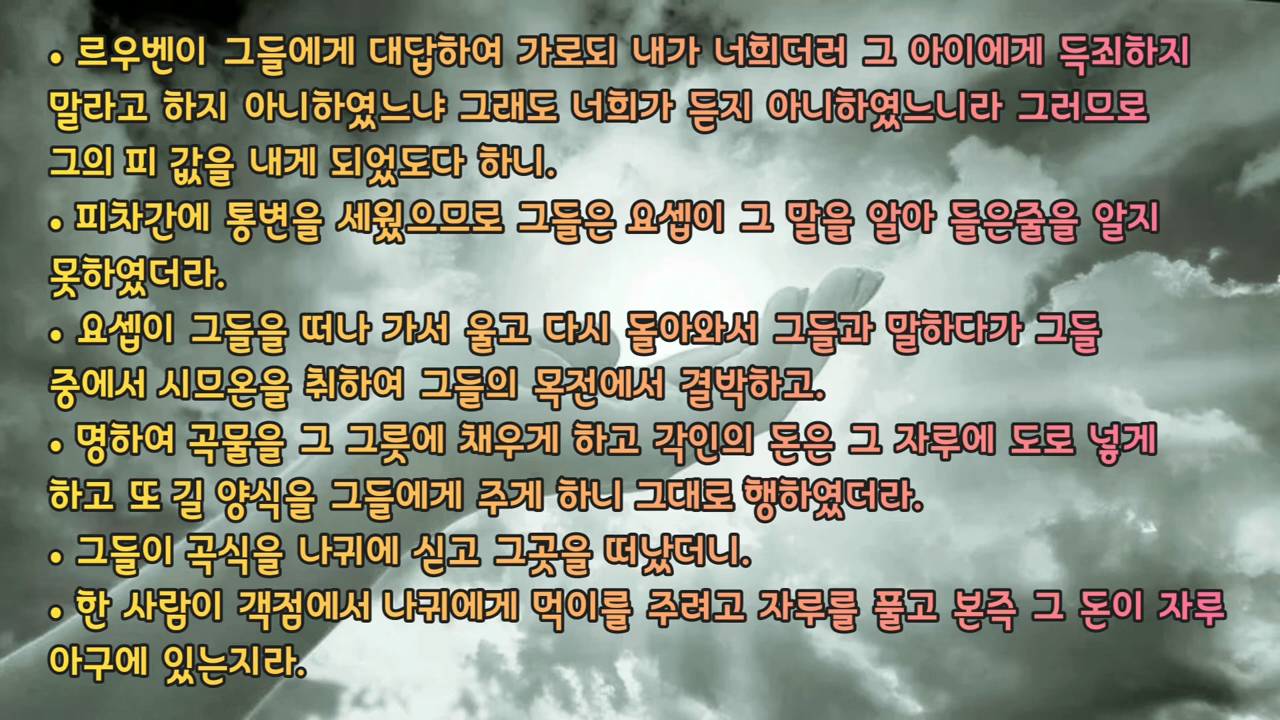 • 르우벤이 그들에게 대답하여 가로되 내가 너희더러 그 아이에게 득죄하지
말라고 하지 아니하였느냐 그래도 너희가 듣지 아니하였느니라 그러므로
그의 피 값을 내게 되었도다 하니.
• 피차간에 통변을 세웠으므로 그들은 요셉이 그 말을 알아 들은줄을 알지
못하였더라.
• 요셉이 그들을 떠나 가서 울고 다시 돌아와서 그들과 말하다가 그들
중에서 시므온을 취하여 그들의 목전에서 결박하고.
• 명하여 곡물을 그 그릇에 채우게 하고 각인의 돈은 그 자루에 도로 넣게
하고 또 길 양식을 그들에게 주게 하니 그대로 행하였더라.
• 그들이 곡식을 나귀에 싣고 그곳을 떠났더니.
• 한 사람이 객점에서 나귀에게 먹이를 주려고 자루를 풀고 본즉 그 돈이 자루
아구에 있는지라.